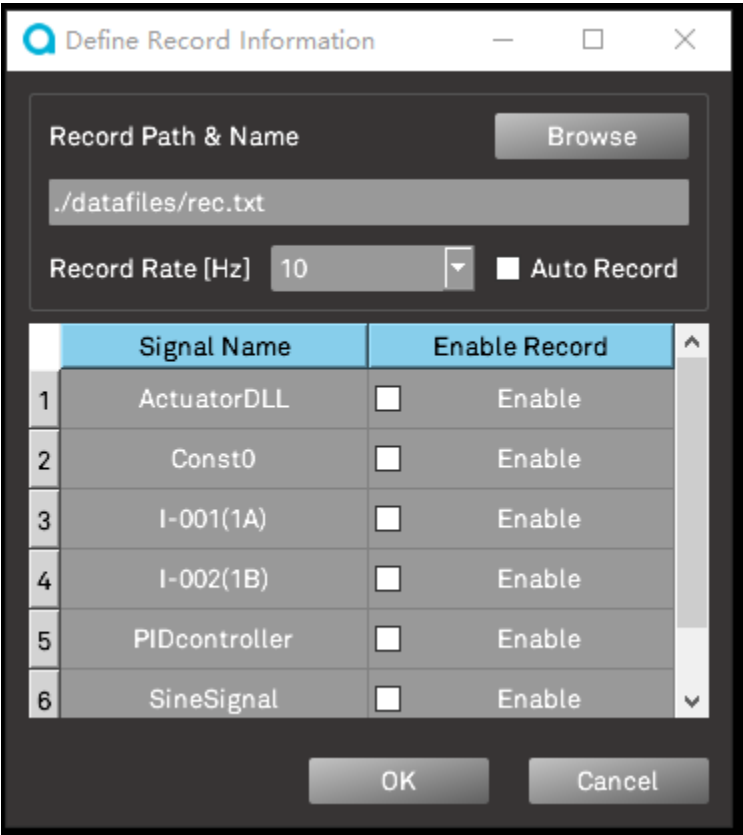 Define Record Information
Record Path & Name Browse
./datafiles/rec.txt
Record Rate [Hz] 10 Auto Record
Signal Name Enable Record
1 ActuatorDLL Enable
2 Const0 Enable
3 I-001(1A) Enable
4 I-002(1B) Enable
5 PIDcontroller Enable
6 SineSignal Enable
OK Cancel